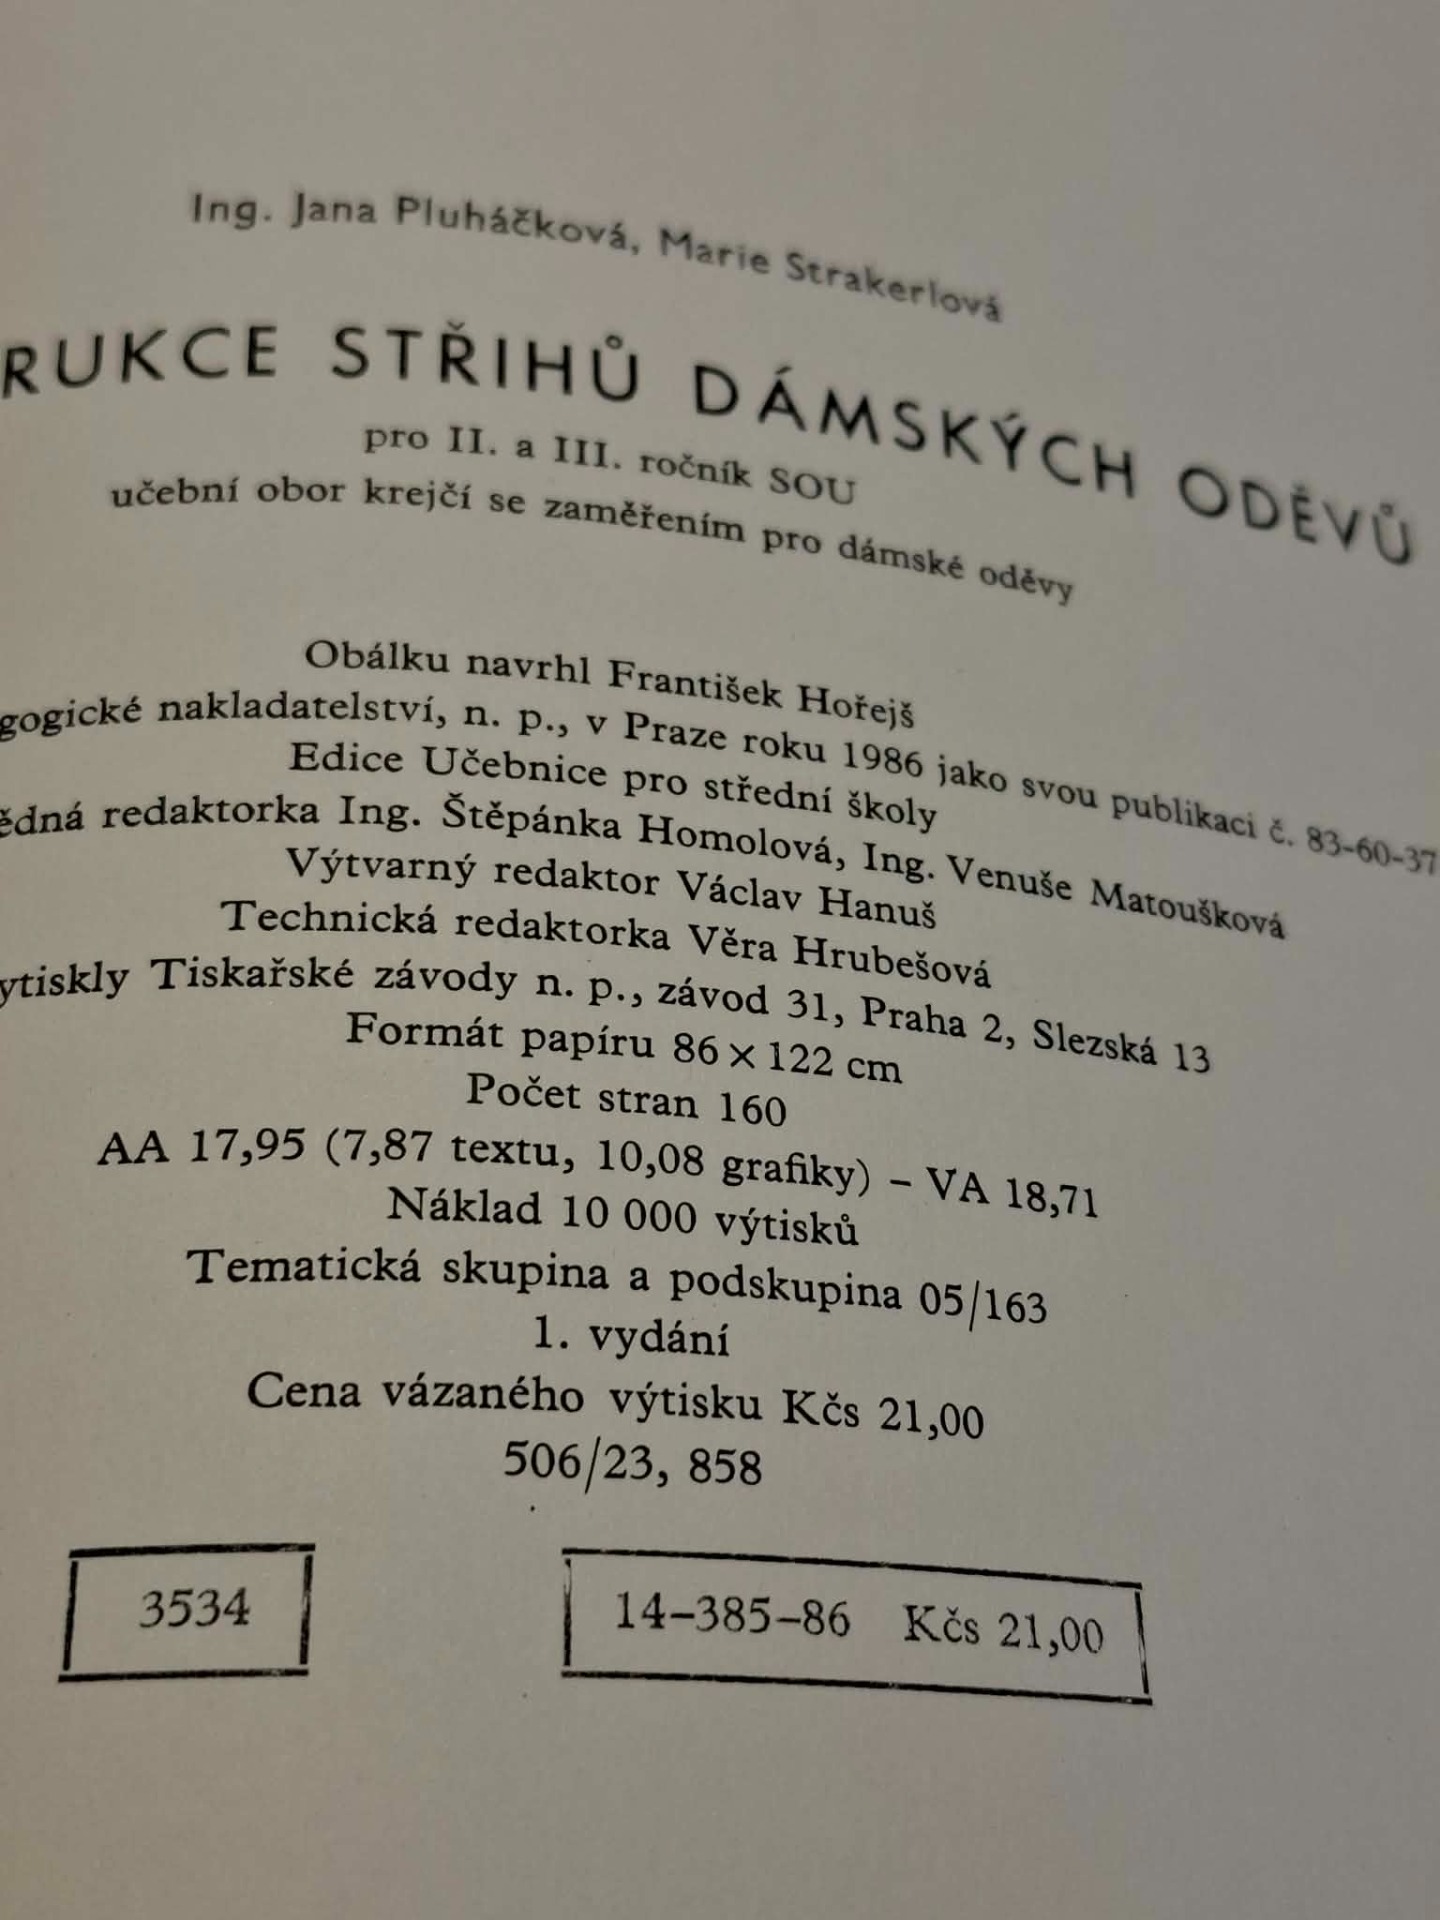 Ing. Jana Pluháčková, Marie Strakerlová
RUKCE STŘIHŮ DÁMSKÝCH ODĚVŮ
pro II. a III. ročník SOU
učební obor krejčí se zaměřením pro dámské oděvy
Obálku navrhl František Hořejš
gogické nakladatelství, n. p., v Praze roku 1986 jako svou publikaci č. 83-60-37
Edice Učebnice pro střední školy
ědná redaktorka Ing. Štěpánka Homolová, Ing. Venuše Matoušková
Výtvarný redaktor Václav Hanuš
Technická redaktorka Věra Hrubešová
ytiskly Tiskařské závody n. p., závod 31, Praha 2, Slezská 13
Formát papíru 86 × 122 cm
Počet stran 160
AA 17,95 (7,87 textu, 10,08 grafiky) – VA 18,71
Náklad 10 000 výtisků
Tematická skupina a podskupina 05/163
1. vydání
Cena vázaného výtisku Kčs 21,00
506/23, 858
3534
14–385–86 Kčs 21,00